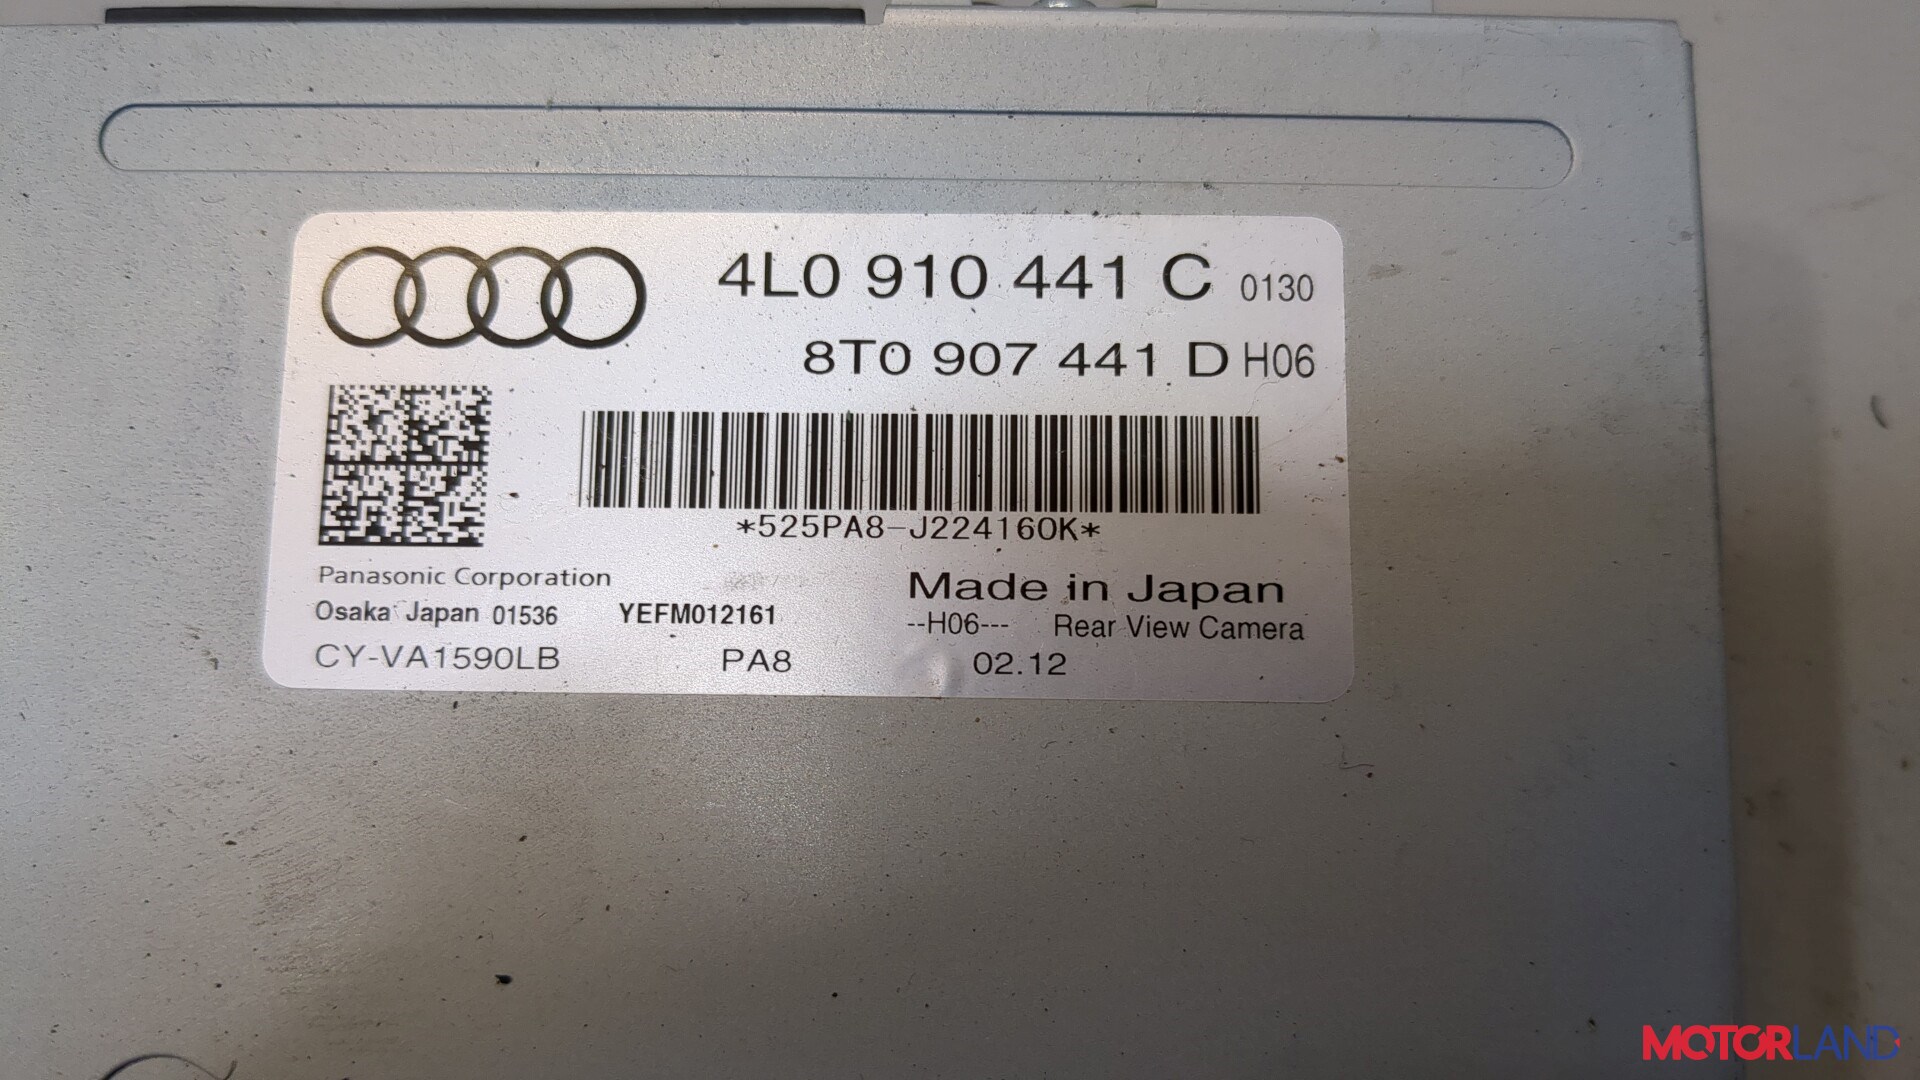 4L0 910 441 C 0130
8T0 907 441 D H06
*525PA8-J224160K*
Panasonic Corporation
Made in Japan
Osaka Japan 01536 YEFM012161
--H06--- Rear View Camera
CY-VA1590LB PA8 02.12
MOTORLAND